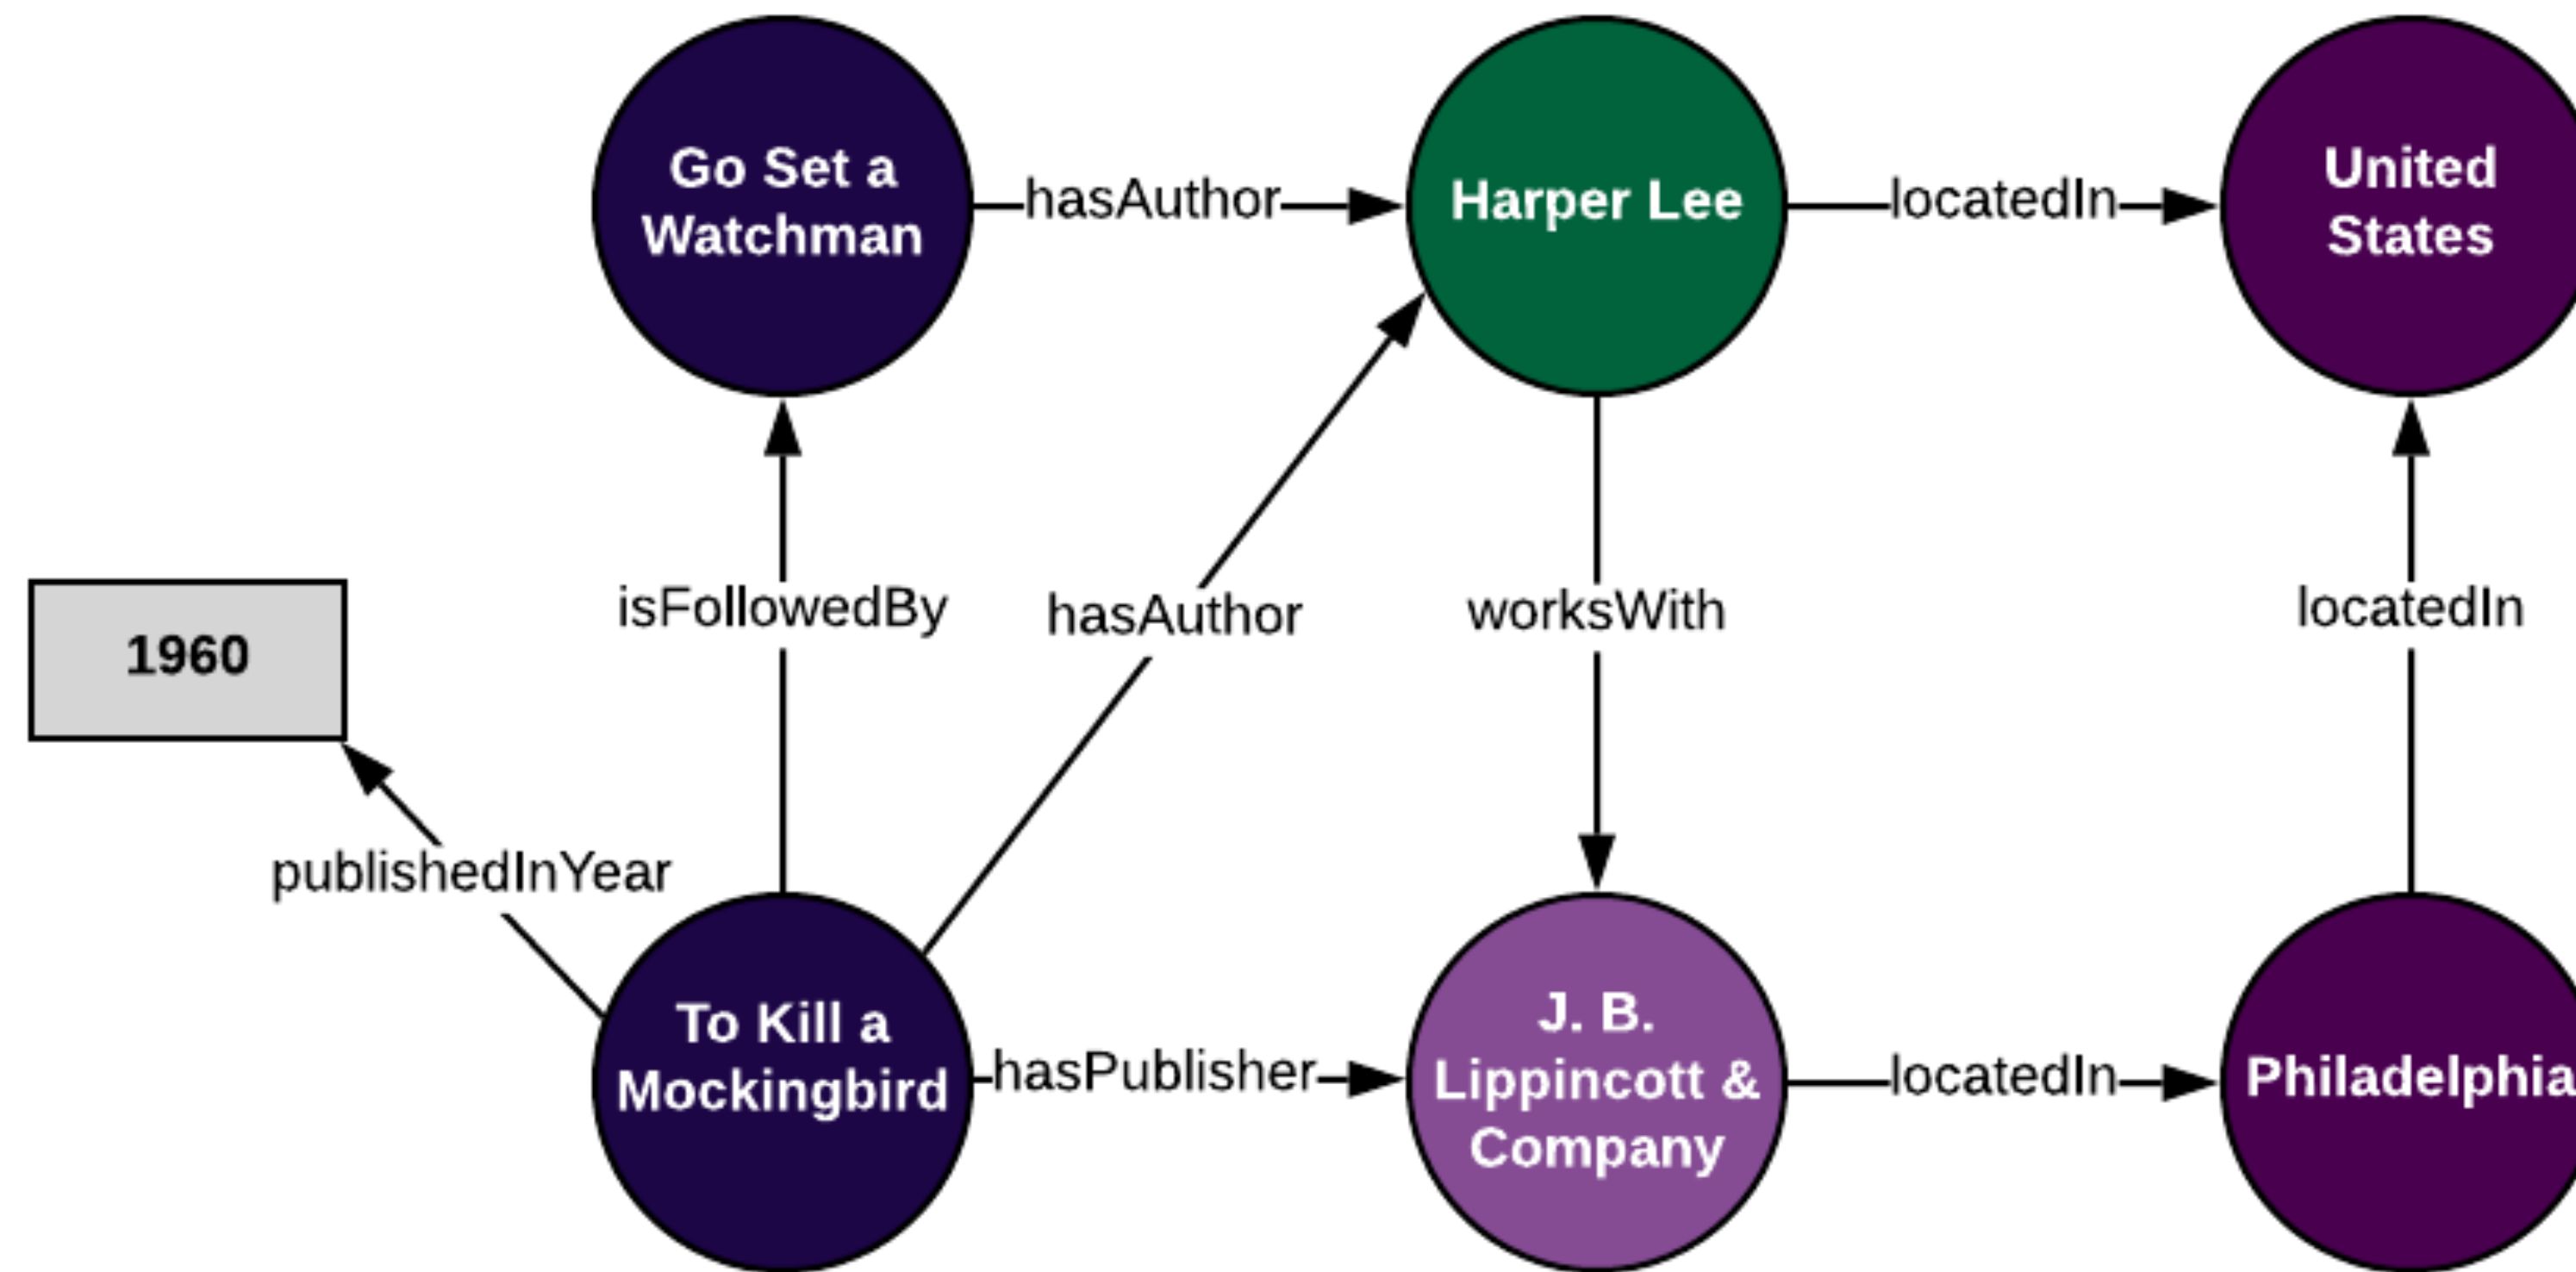 Go Set a
Watchman
hasAuthor
Harper Lee
locatedIn
United
States
isFollowedBy
hasAuthor
worksWith
locatedIn
1960
publishedInYear
To Kill a
Mockingbird
hasPublisher
J. B.
Lippincott &
Company
locatedIn
Philadelphia